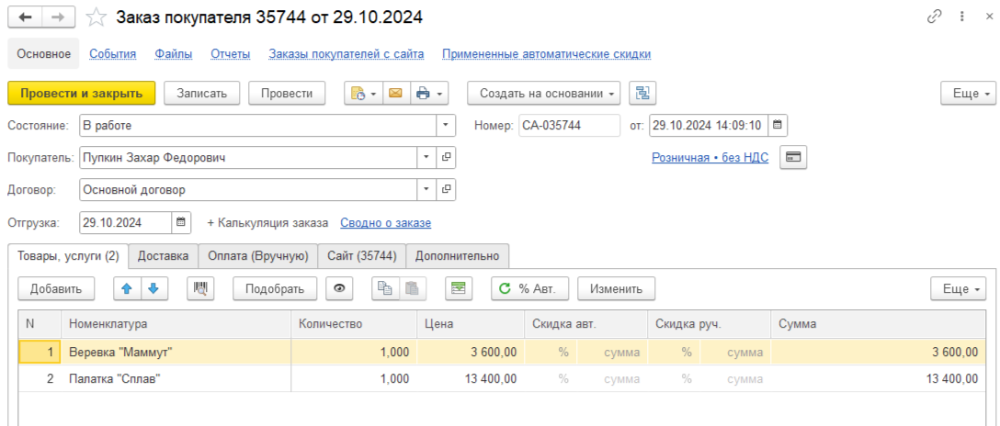 Заказ покупателя 35744 от 29.10.2024
Основное События Файлы Отчеты Заказы покупателей с сайта Примененные автоматические скидки
Провести и закрыть Записать Провести Создать на основании Еще
Состояние: В работе Номер: СА-035744 от: 29.10.2024 14:09:10
Покупатель: Пупкин Захар Федорович Розничная • без НДС
Договор: Основной договор
Отгрузка: 29.10.2024 + Калькуляция заказа Сводно о заказе
Товары, услуги (2) Доставка Оплата (Вручную) Сайт (35744) Дополнительно
Добавить Подобрать % Авт. Изменить Еще
N Номенклатура Количество Цена Скидка авт. Скидка руч. Сумма
1 Веревка "Маммут" 1,000 3 600,00 % сумма % сумма 3 600,00
2 Палатка "Сплав" 1,000 13 400,00 % сумма % сумма 13 400,00